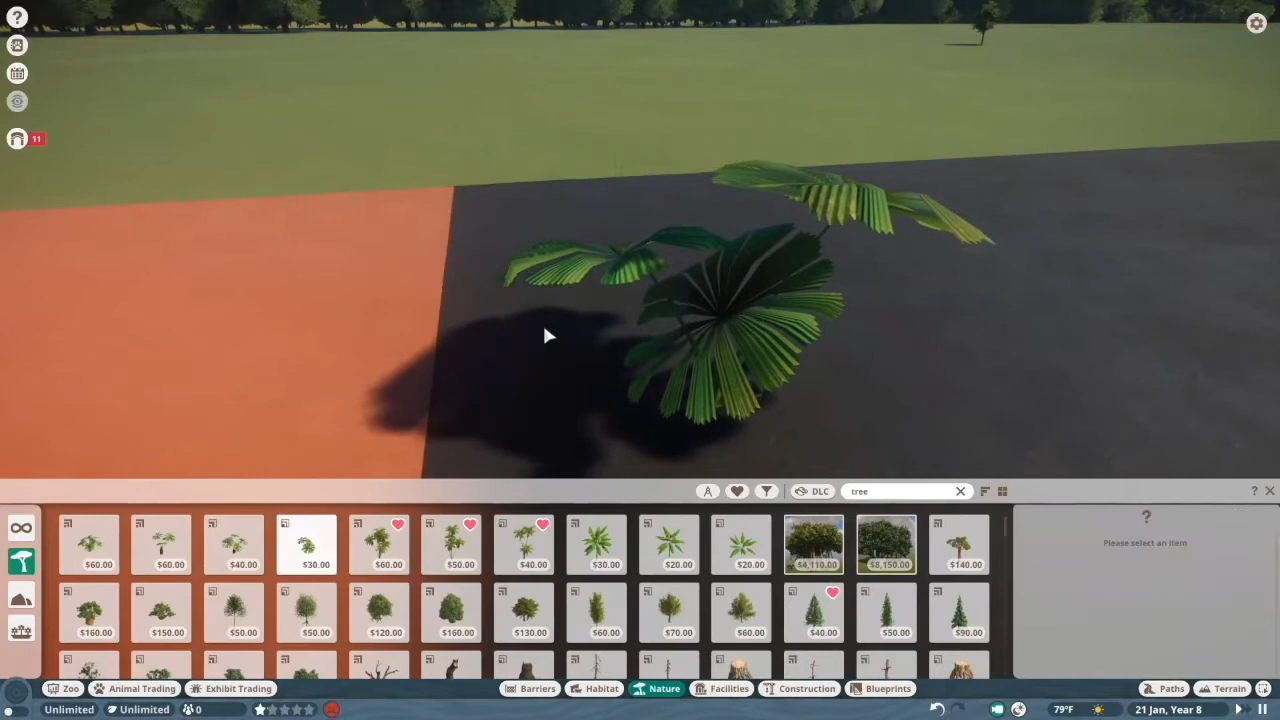 ?
11
DLC
tree
? ×
$60.00 $60.00 $40.00 $30.00 $60.00 $50.00 $40.00 $30.00 $20.00 $20.00 $4,110.00 $8,150.00 $140.00
?
Please select an item
$160.00 $150.00 $50.00 $50.00 $120.00 $160.00 $130.00 $60.00 $70.00 $60.00 $40.00 $50.00 $90.00
Zoo Animal Trading Exhibit Trading Barriers Habitat Nature Facilities Construction Blueprints Paths Terrain
Unlimited Unlimited 0 79°F 21 Jan, Year 8